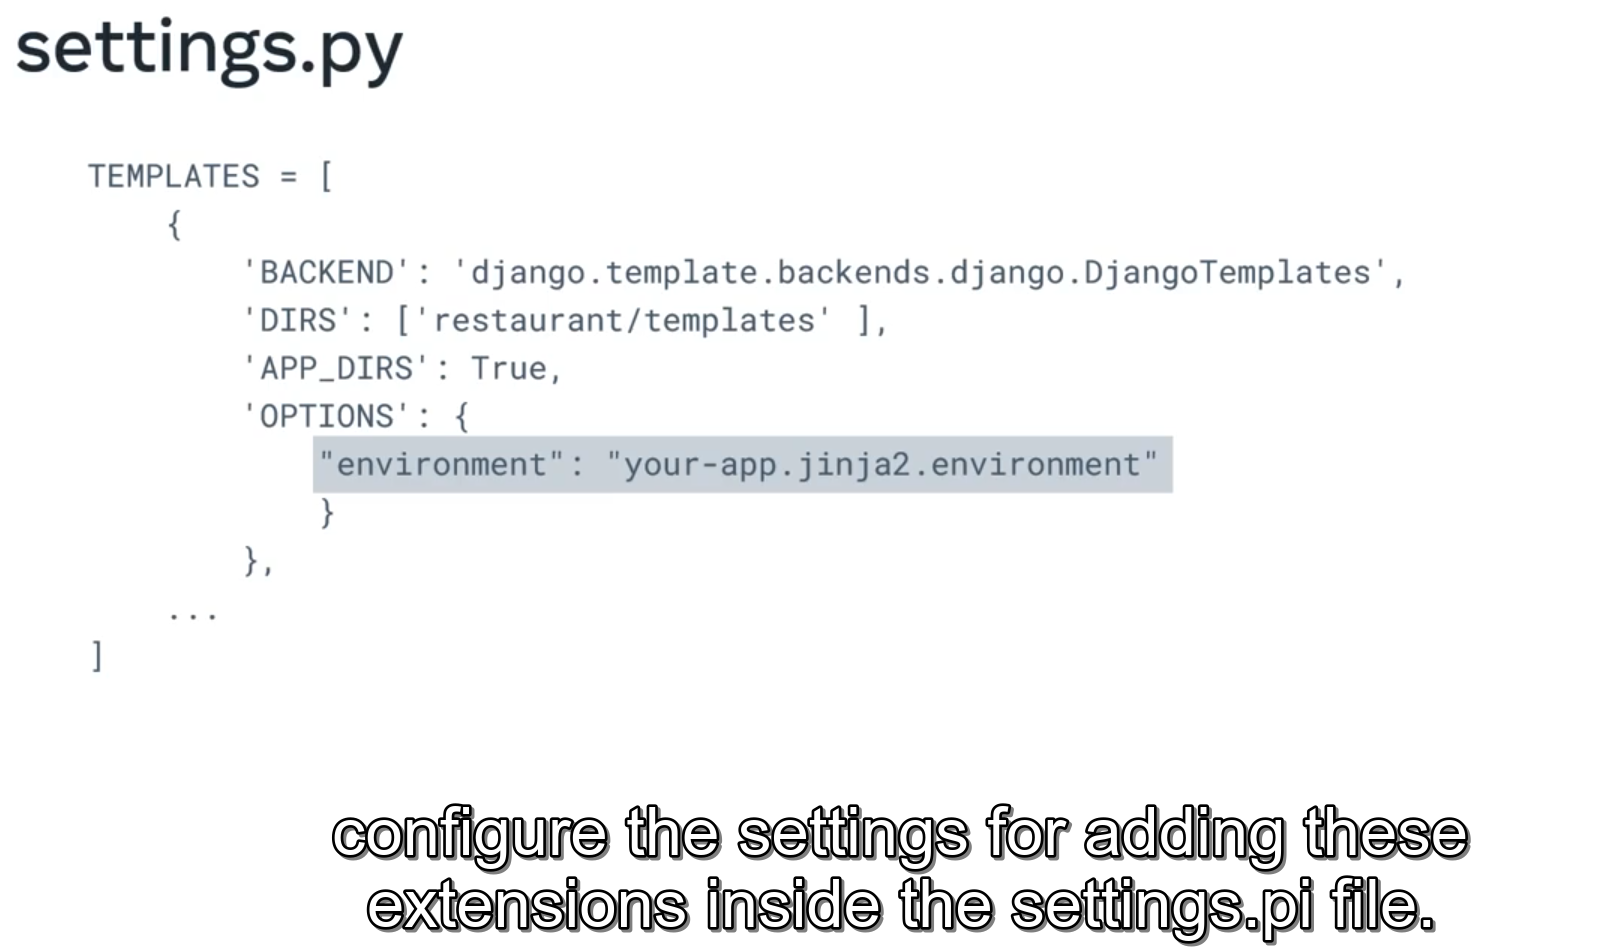 settings.py
TEMPLATES = [
{
'BACKEND': 'django.template.backends.django.DjangoTemplates',
'DIRS': ['restaurant/templates' ],
'APP_DIRS': True,
'OPTIONS': {
"environment": "your-app.jinja2.environment"
}
},
...
]
configure the settings for adding these
extensions inside the settings.pi file.